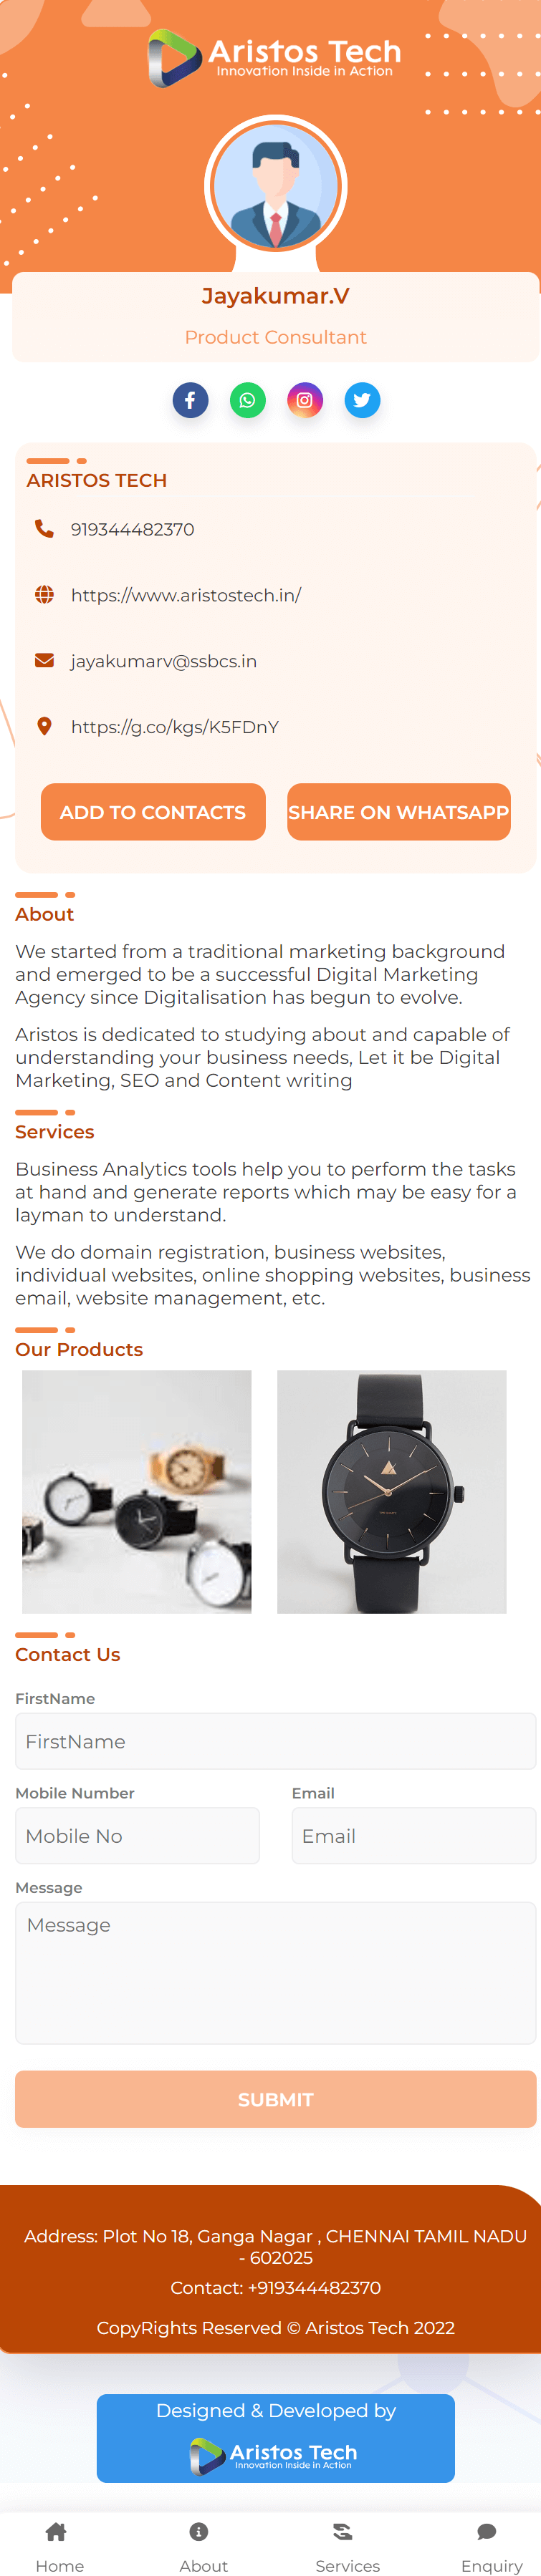 Aristos Tech
Innovation Inside in Action
Jayakumar.V
Product Consultant
ARISTOS TECH
919344482370
https://www.aristostech.in/
jayakumarv@ssbcs.in
https://g.co/kgs/K5FDnY
ADD TO CONTACTS
SHARE ON WHATSAPP
About
We started from a traditional marketing background
and emerged to be a successful Digital Marketing
Agency since Digitalisation has begun to evolve.
Aristos is dedicated to studying about and capable of
understanding your business needs, Let it be Digital
Marketing, SEO and Content writing
Services
Business Analytics tools help you to perform the tasks
at hand and generate reports which may be easy for a
layman to understand.
We do domain registration, business websites,
individual websites, online shopping websites, business
email, website management, etc.
Our Products
Contact Us
FirstName
FirstName
Mobile Number
Email
Mobile No
Email
Message
Message
SUBMIT
Address: Plot No 18, Ganga Nagar , CHENNAI TAMIL NADU
- 602025
Contact: +919344482370
CopyRights Reserved © Aristos Tech 2022
Designed & Developed by
Aristos Tech
Innovation Inside in Action
Home
About
Services
Enquiry